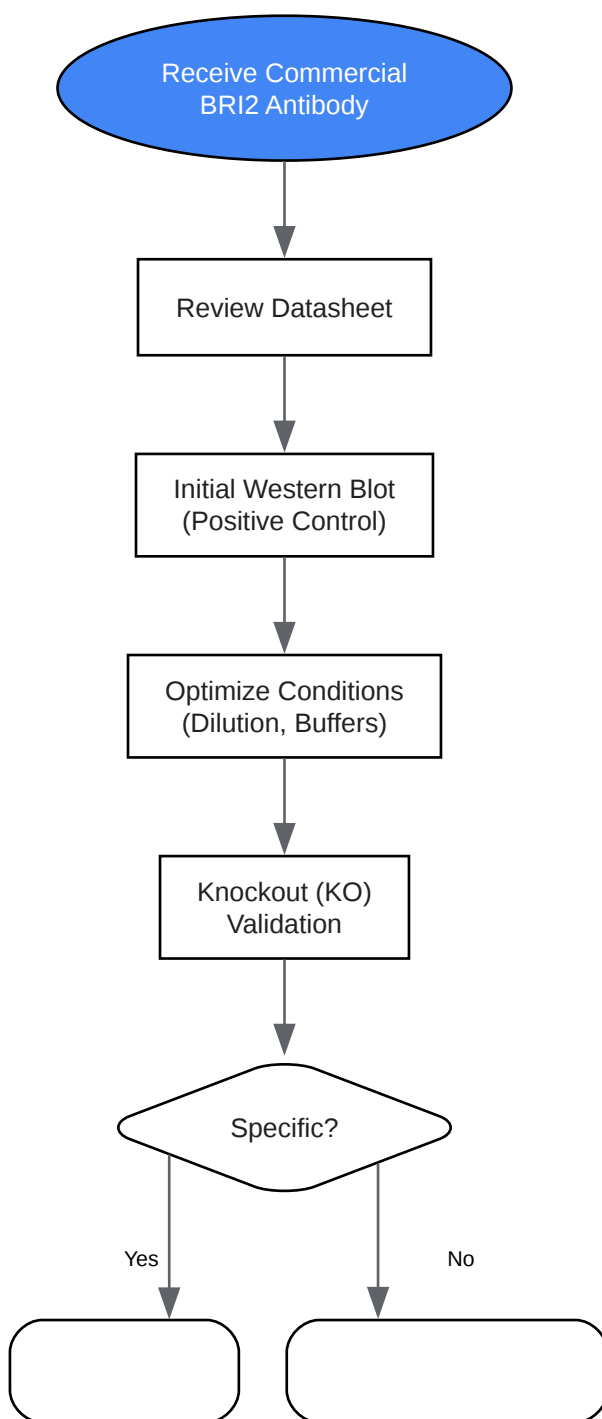 Receive Commercial
BRI2 Antibody
Review Datasheet
Initial Western Blot
(Positive Control)
Optimize Conditions
(Dilution, Buffers)
Knockout (KO)
Validation
Specific?
Yes
No